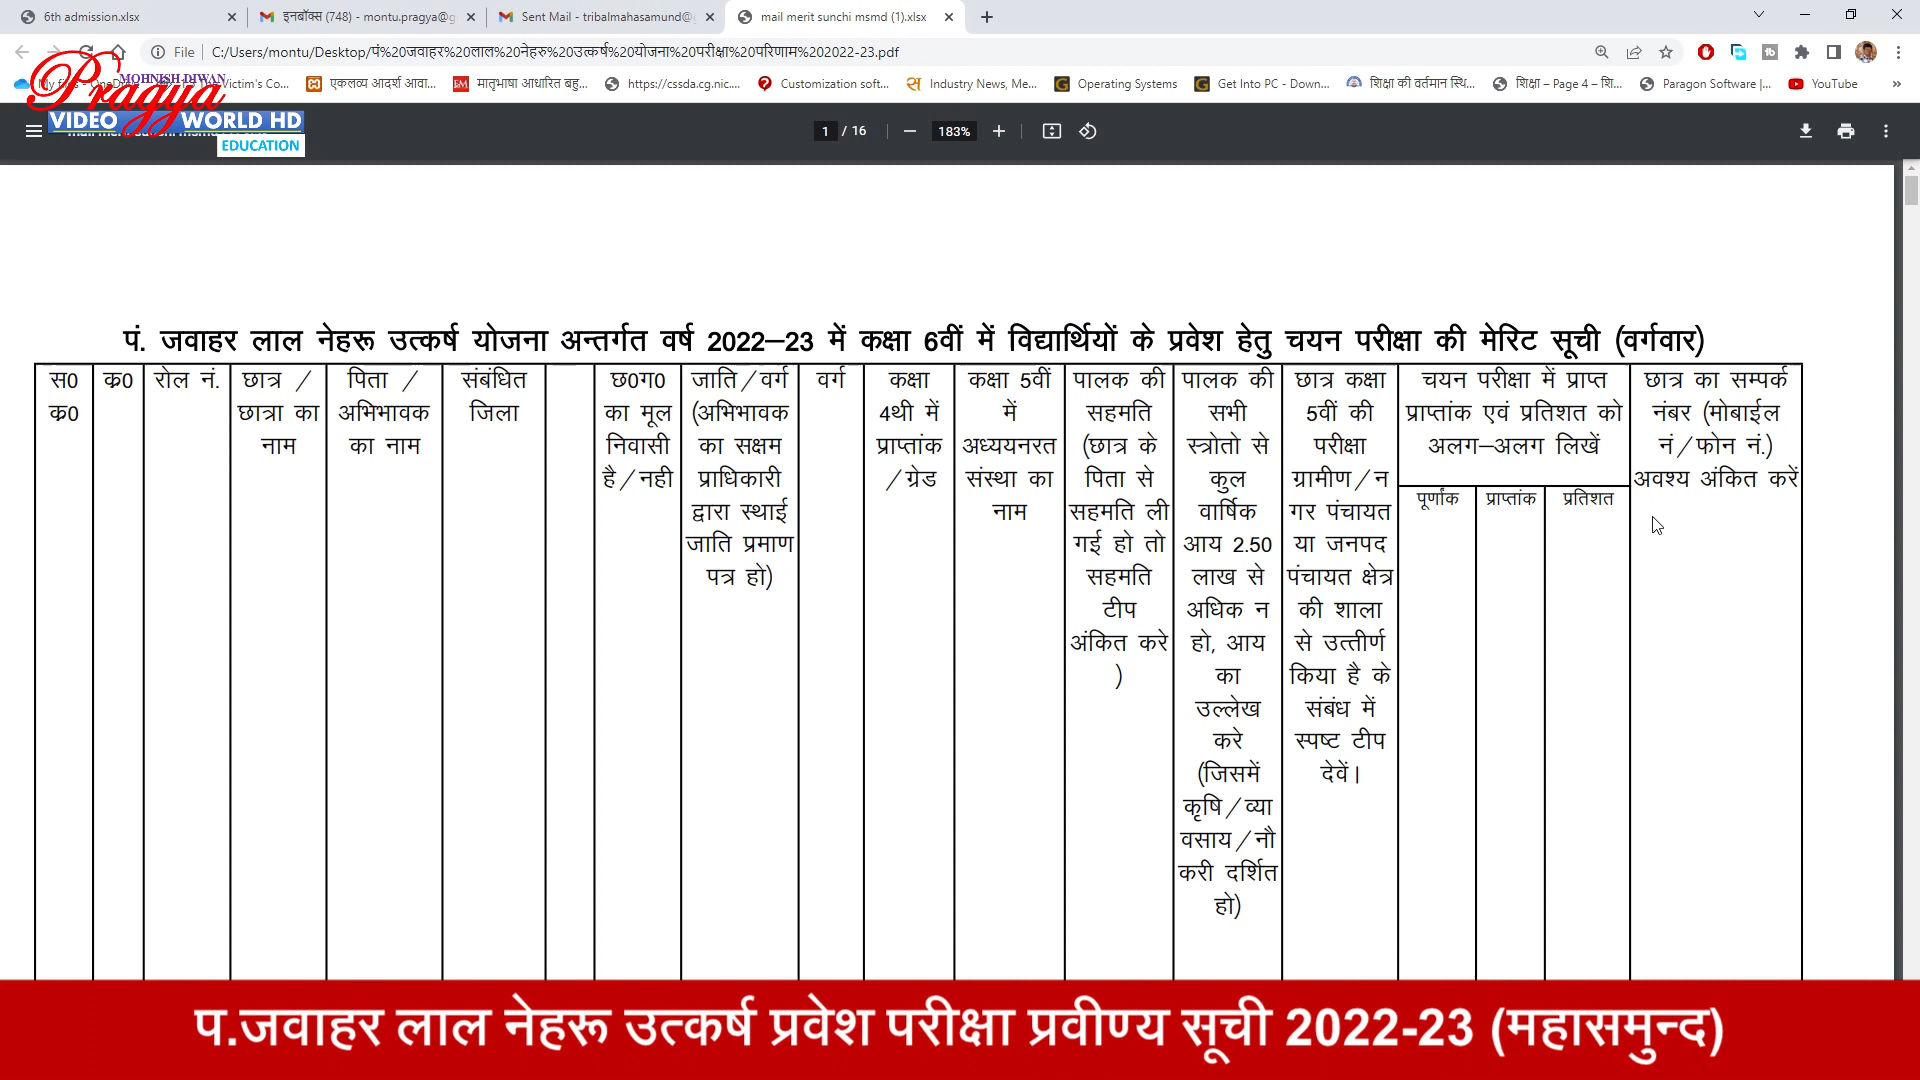 6th admission.xlsx
इनबॉक्स (748) - montu.pragya@g
Sent Mail - tribalmahasamund@
mail merit sunchi msmd (1).xlsx
File C:/Users/montu/Desktop/पं%20जवाहर%20लाल%20नेहरु%20उत्कर्ष%20योजना%20परीक्षा%20परिणाम%202022-23.pdf
Victim's Co...
एकलव्य आदर्श आवा...
मातृभाषा आधारित बहु...
https://cssda.cg.nic....
Customization soft...
Industry News, Me...
Operating Systems
Get Into PC - Down...
शिक्षा की वर्तमान स्थि...
शिक्षा – Page 4 – शि...
Paragon Software |...
YouTube
MOHNISH DIWAN
Pragya
VIDEO WORLD HD
EDUCATION
1 / 16
183%
पं. जवाहर लाल नेहरू उत्कर्ष योजना अन्तर्गत वर्ष 2022–23 में कक्षा 6वीं में विद्यार्थियों के प्रवेश हेतु चयन परीक्षा की मेरिट सूची (वर्गवार)
स0
क्र0
क्र0
रोल नं.
छात्र /
छात्रा का
नाम
पिता /
अभिभावक
का नाम
संबंधित
जिला
छ0ग0
का मूल
निवासी
है/नही
जाति/वर्ग
(अभिभावक
का सक्षम
प्राधिकारी
द्वारा स्थाई
जाति प्रमाण
पत्र हो)
वर्ग
कक्षा
4थी में
प्राप्तांक
/ग्रेड
कक्षा 5वीं
में
अध्ययनरत
संस्था का
नाम
पालक की
सहमति
(छात्र के
पिता से
सहमति ली
गई हो तो
सहमति
टीप
अंकित करे
)
पालक की
सभी
स्त्रोतो से
कुल
वार्षिक
आय 2.50
लाख से
अधिक न
हो, आय
का
उल्लेख
करे
(जिसमें
कृषि/व्या
वसाय/नौ
करी दर्शित
हो)
छात्र कक्षा
5वीं की
परीक्षा
ग्रामीण/न
गर पंचायत
या जनपद
पंचायत क्षेत्र
की शाला
से उत्तीर्ण
किया है के
संबंध में
स्पष्ट टीप
देवें।
चयन परीक्षा में प्राप्त
प्राप्तांक एवं प्रतिशत को
अलग–अलग लिखें
पूर्णांक
प्राप्तांक
प्रतिशत
छात्र का सम्पर्क
नंबर (मोबाईल
नं/फोन नं.)
अवश्य अंकित करें
प.जवाहर लाल नेहरू उत्कर्ष प्रवेश परीक्षा प्रवीण्य सूची 2022-23 (महासमुन्द)